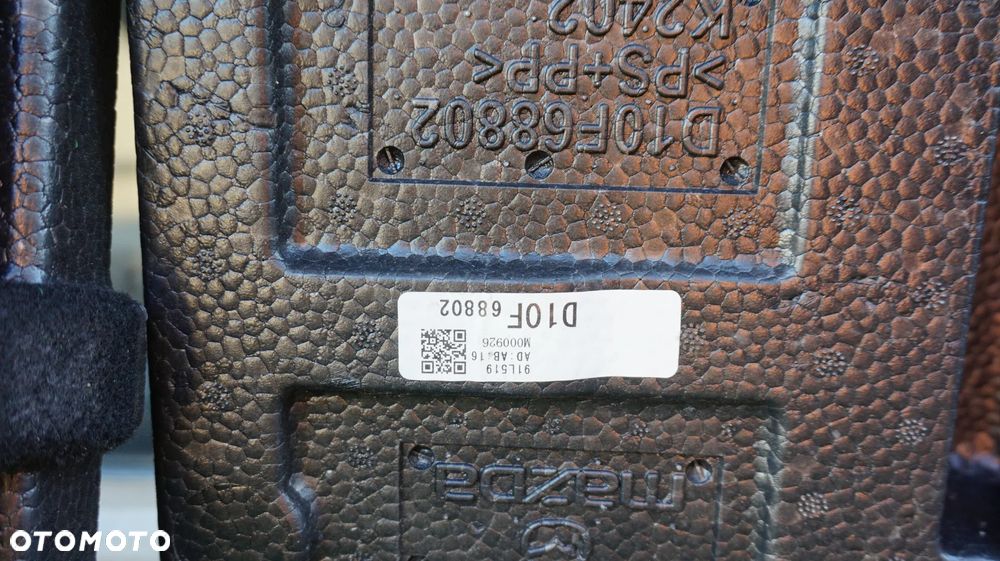 mazda
91L519
AD:AB 16
M000926
D10F 68802
D10F68802
>PS+PP<
K2402
OTOMOTO